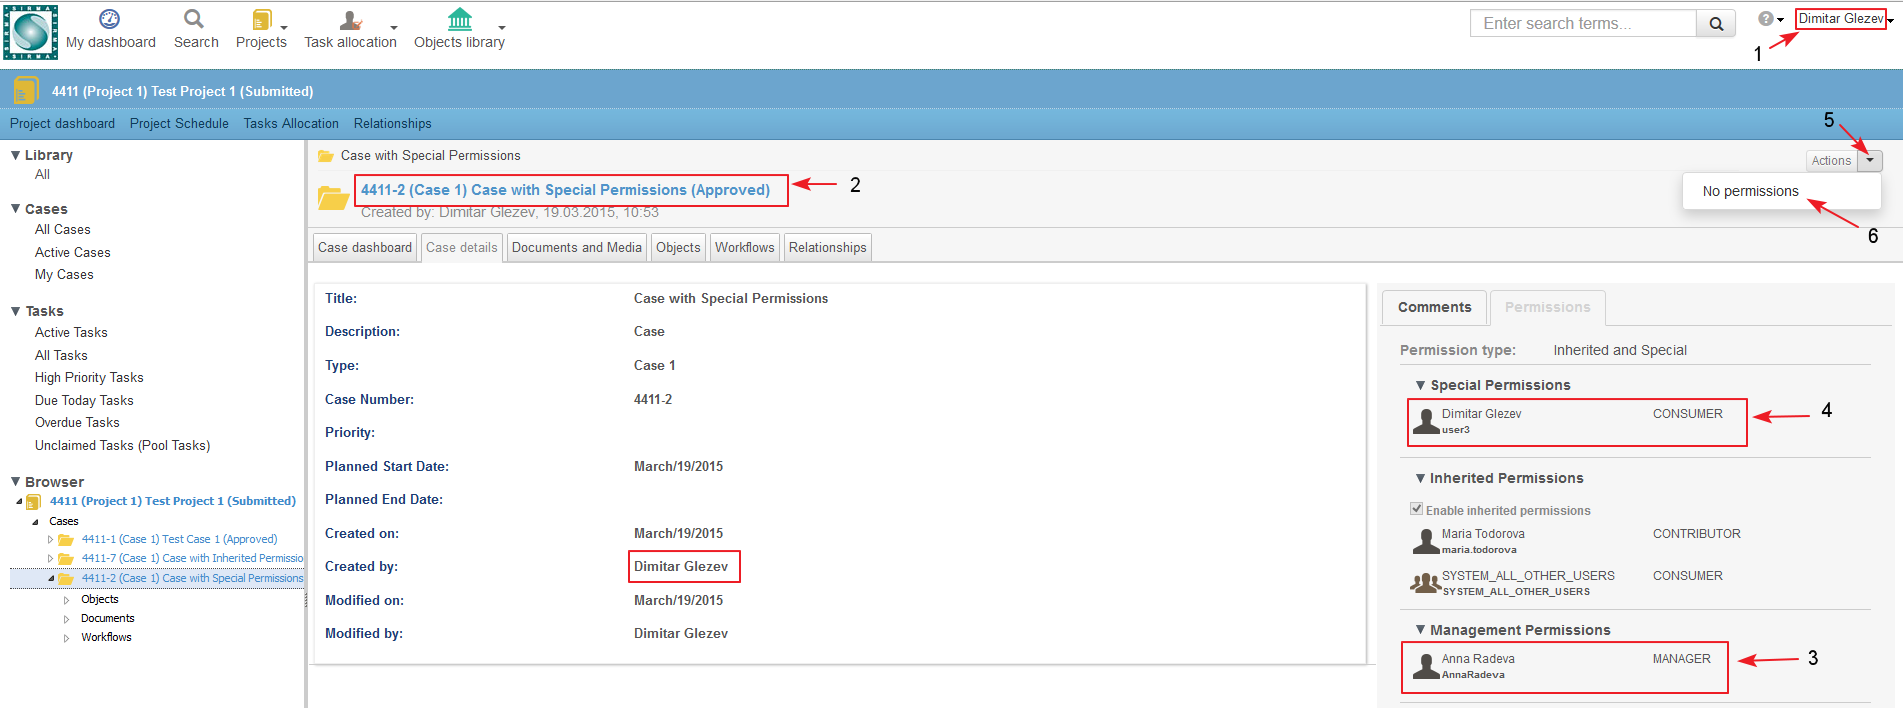 SIRMA
SIRMA
My dashboard
Search
Projects
Task allocation
Objects library
Enter search terms...
?
Dimitar Glezev
1
4411 (Project 1) Test Project 1 (Submitted)
Project dashboard Project Schedule Tasks Allocation Relationships
5
Library
All
Cases
All Cases
Active Cases
My Cases
Tasks
Active Tasks
All Tasks
High Priority Tasks
Due Today Tasks
Overdue Tasks
Unclaimed Tasks (Pool Tasks)
Browser
4411 (Project 1) Test Project 1 (Submitted)
Cases
4411-1 (Case 1) Test Case 1 (Approved)
4411-7 (Case 1) Case with Inherited Permissio
4411-2 (Case 1) Case with Special Permissions
Objects
Documents
Workflows
Case with Special Permissions
Actions
4411-2 (Case 1) Case with Special Permissions (Approved)
2
Created by: Dimitar Glezev, 19.03.2015, 10:53
No permissions
6
Case dashboard Case details Documents and Media Objects Workflows Relationships
Title: Case with Special Permissions
Description: Case
Type: Case 1
Case Number: 4411-2
Priority:
Planned Start Date: March/19/2015
Planned End Date:
Created on: March/19/2015
Created by: Dimitar Glezev
Modified on: March/19/2015
Modified by: Dimitar Glezev
Comments Permissions
Permission type: Inherited and Special
Special Permissions
Dimitar Glezev CONSUMER
user3
4
Inherited Permissions
Enable inherited permissions
Maria Todorova CONTRIBUTOR
maria.todorova
SYSTEM_ALL_OTHER_USERS CONSUMER
SYSTEM_ALL_OTHER_USERS
Management Permissions
Anna Radeva MANAGER
AnnaRadeva
3